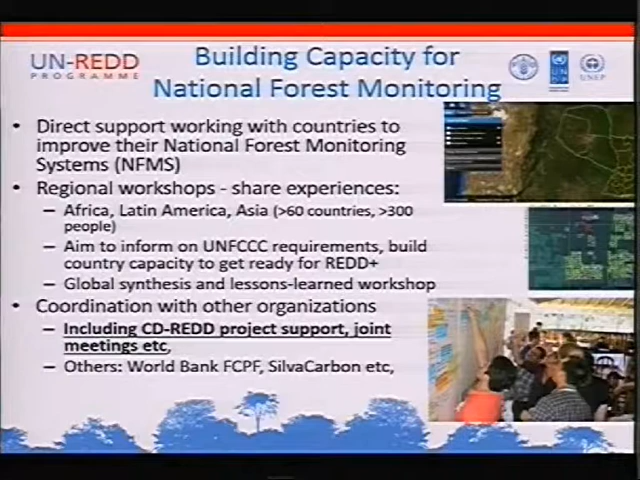 UN-REDD
PROGRAMME
Building Capacity for
National Forest Monitoring
UNEP
• Direct support working with countries to
improve their National Forest Monitoring
Systems (NFMS)
• Regional workshops - share experiences:
– Africa, Latin America, Asia (>60 countries, >300
people)
– Aim to inform on UNFCCC requirements, build
country capacity to get ready for REDD+
– Global synthesis and lessons-learned workshop
• Coordination with other organizations
– Including CD-REDD project support, joint
meetings etc,
– Others: World Bank FCPF, SilvaCarbon etc,